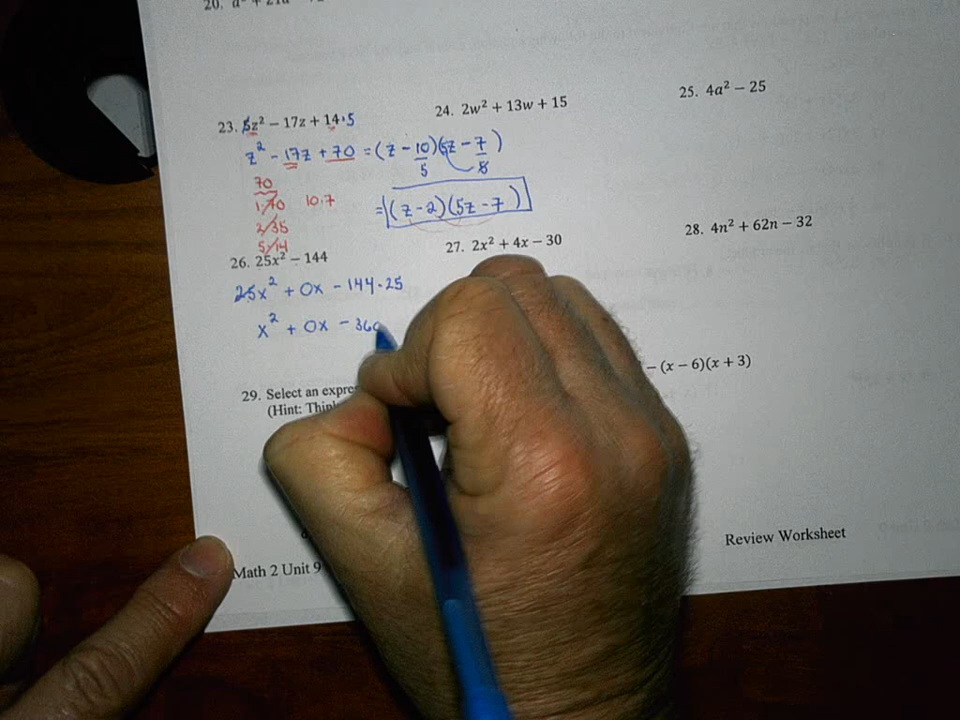 20.
23. 5z² − 17z + 14·5
24. 2w² + 13w + 15
25. 4a² − 25
z² − 17z + 70 = (z − 10/5)(5z − 7/5)
70
1/70 10·7
2/35
5/14
= (z − 2)(5z − 7)
26. 25x² − 144
27. 2x² + 4x − 30
28. 4n² + 62n − 32
25x² + 0x − 144·25
x² + 0x − 360
29. Select an expre
− (x − 6)(x + 3)
(Hint: Think
Math 2 Unit 9
Review Worksheet